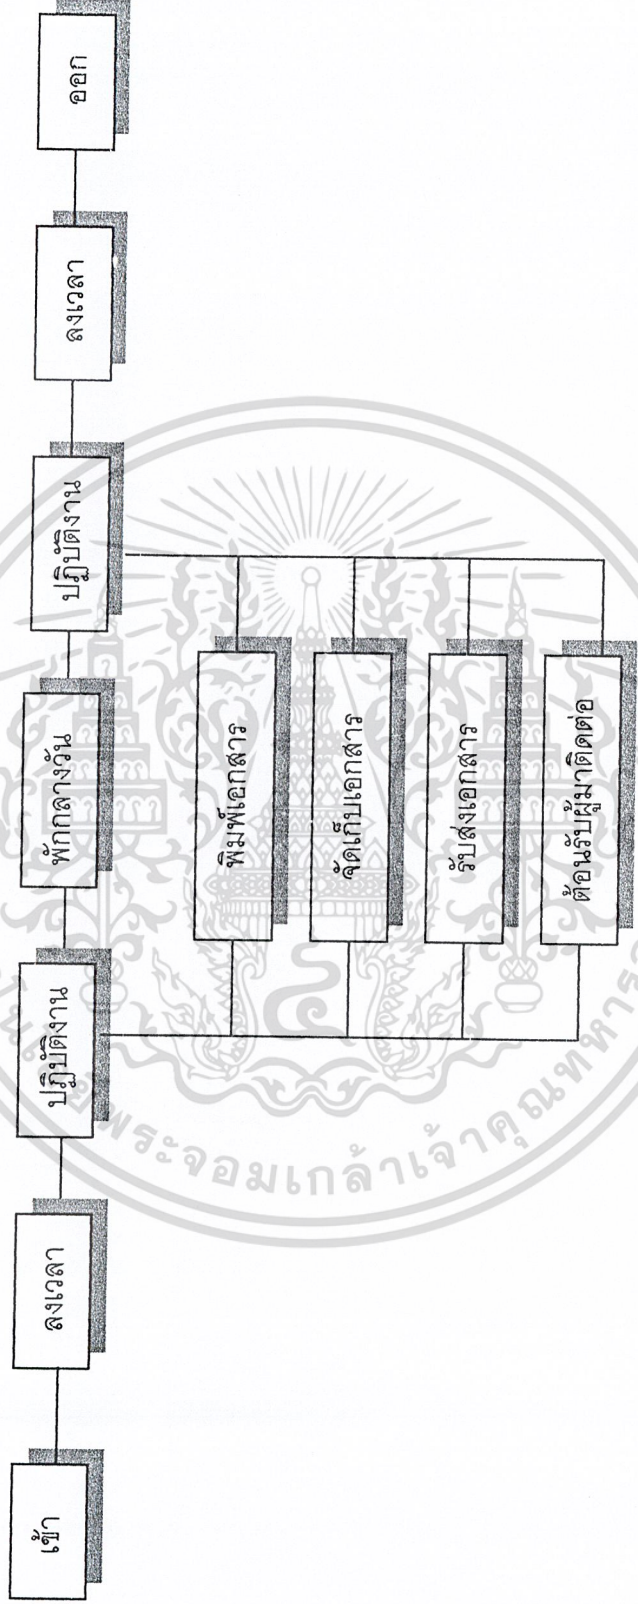 เข้า
ลงเวลา
ปฏิบัติงาน
พักกลางวัน
ปฏิบัติงาน
ลงเวลา
ออก
พิมพ์เอกสาร
จัดเก็บเอกสาร
รับส่งเอกสาร
ต้อนรับผู้มาติดต่อ
พระจอมเกล้าเจ้าคุณทหาร